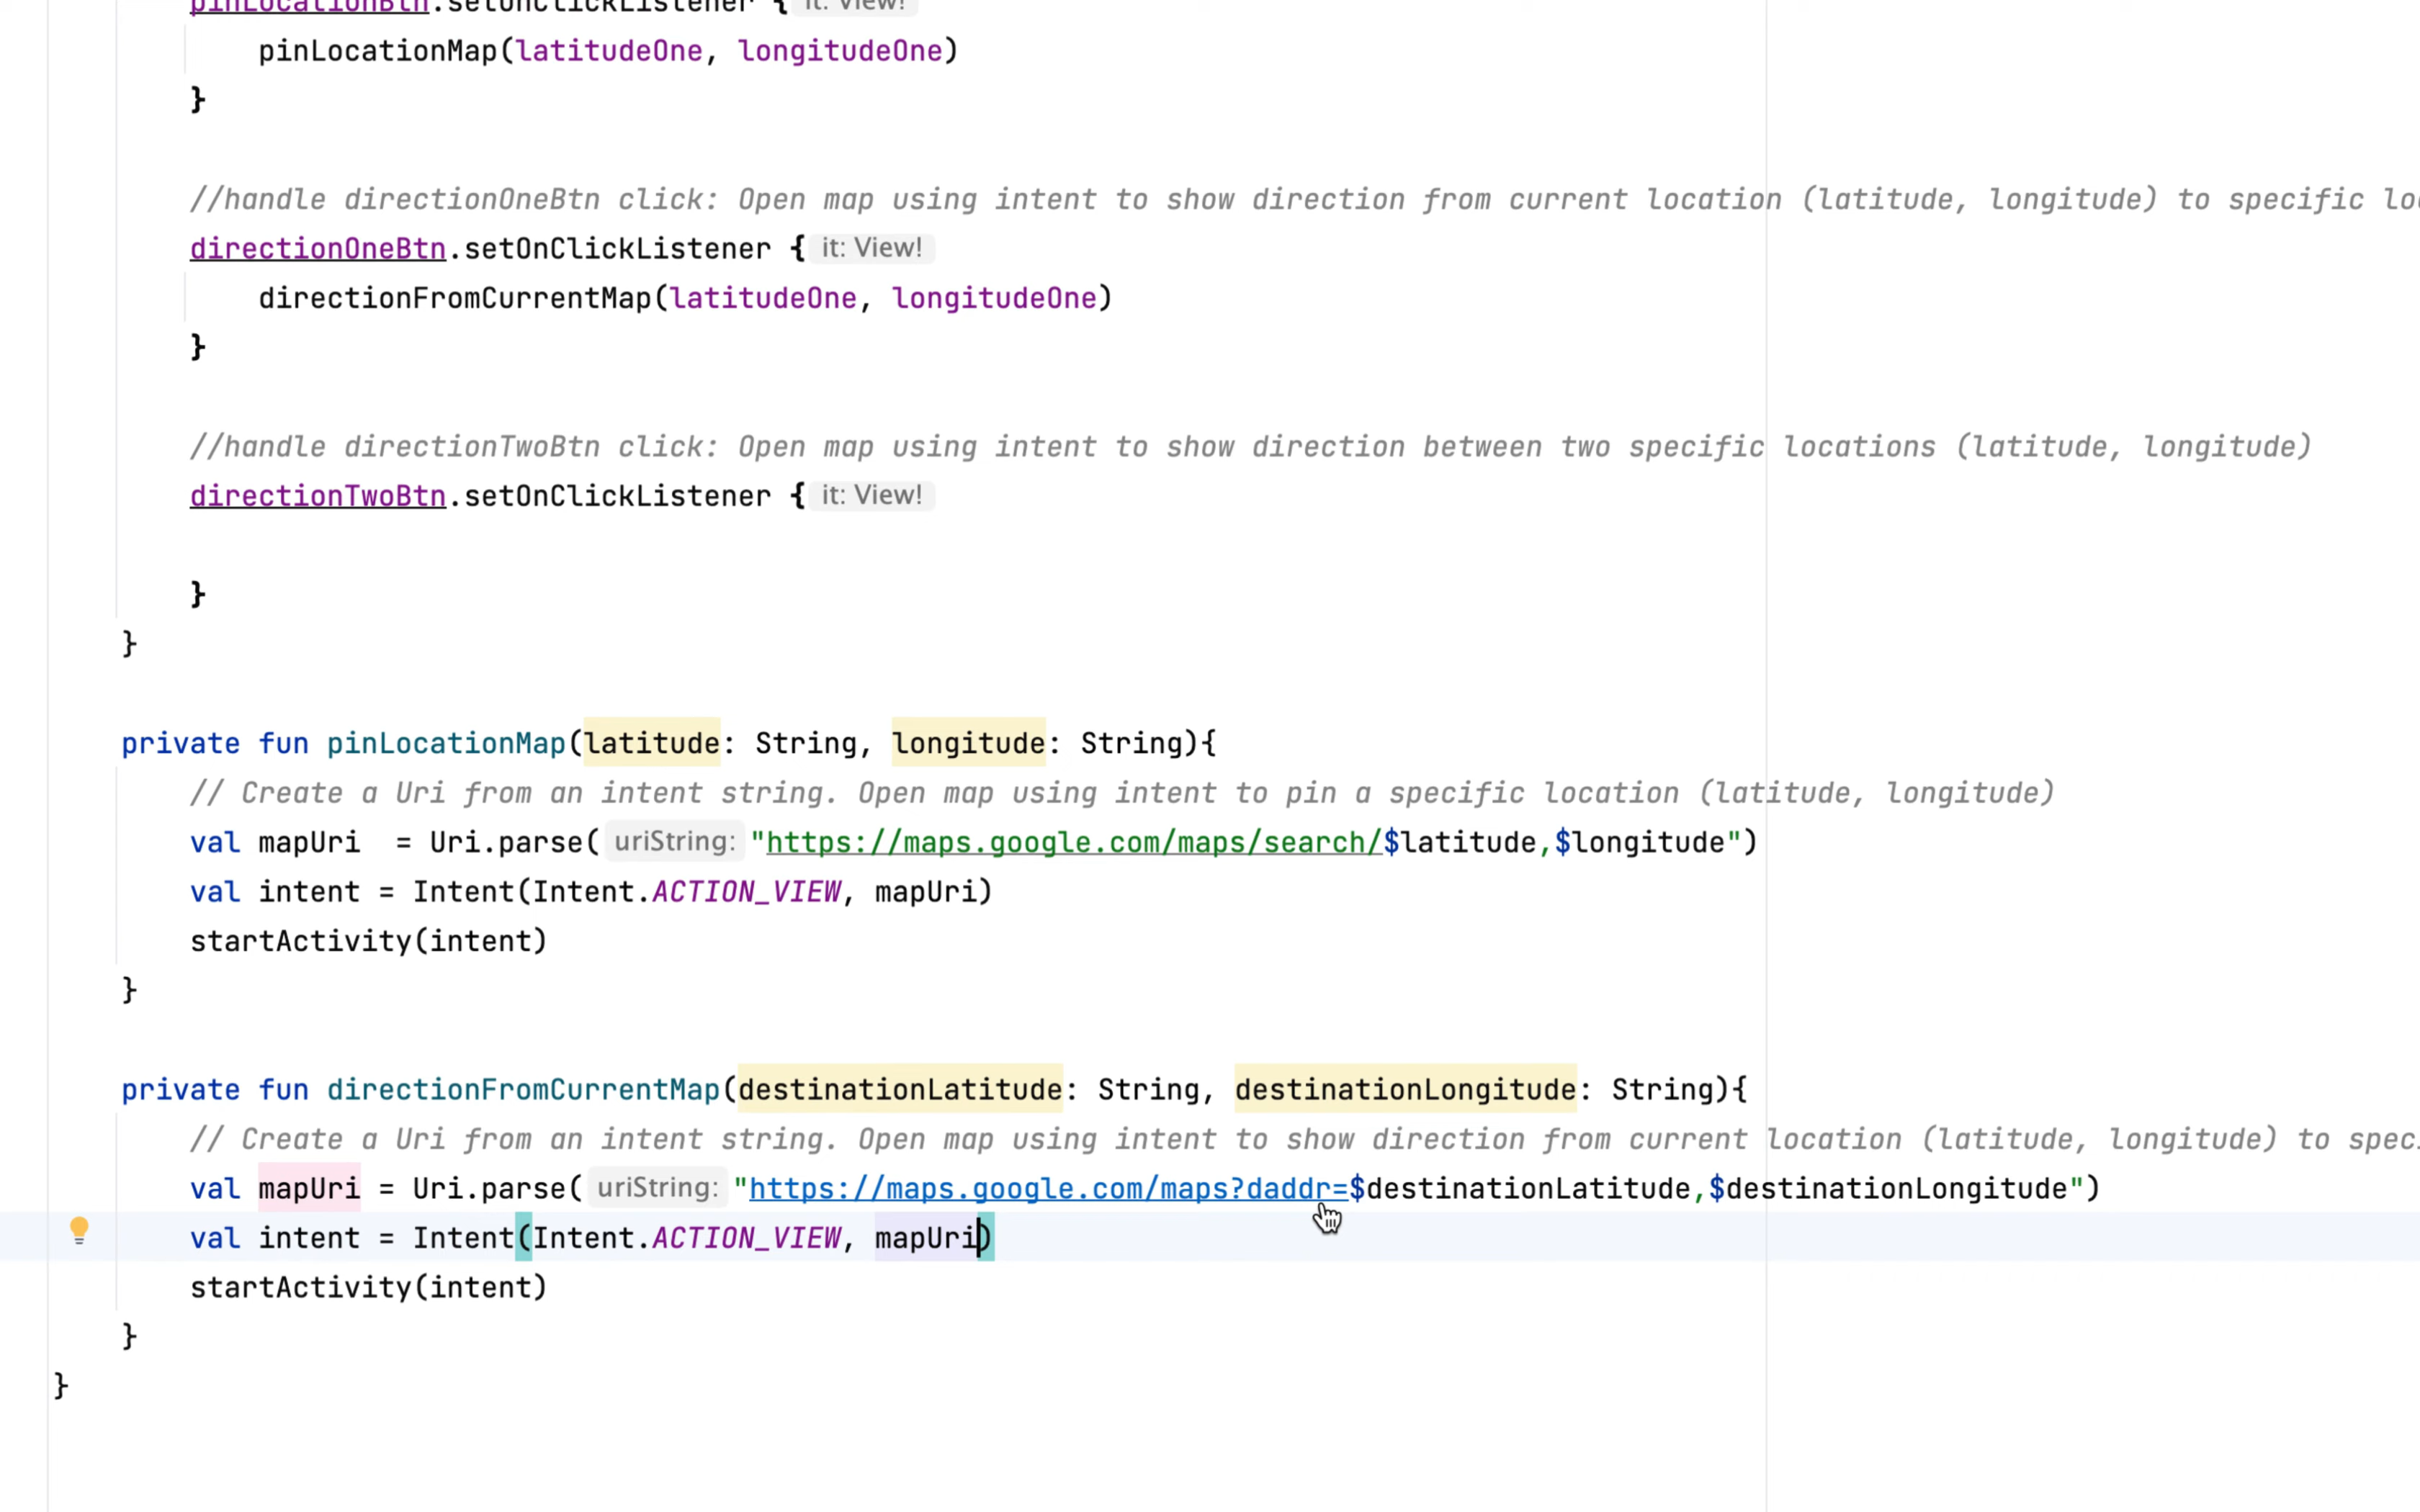 pinLocationBtn.setOnClickListener { it: View!
pinLocationMap(latitudeOne, longitudeOne)
}
//handle directionOneBtn click: Open map using intent to show direction from current location (latitude, longitude) to specific
directionOneBtn.setOnClickListener { it: View!
directionFromCurrentMap(latitudeOne, longitudeOne)
}
//handle directionTwoBtn click: Open map using intent to show direction between two specific locations (latitude, longitude)
directionTwoBtn.setOnClickListener { it: View!
}
}
private fun pinLocationMap(latitude: String, longitude: String){
// Create a Uri from an intent string. Open map using intent to pin a specific location (latitude, longitude)
val mapUri  = Uri.parse( uriString: "https://maps.google.com/maps/search/$latitude,$longitude")
val intent = Intent(Intent.ACTION_VIEW, mapUri)
startActivity(intent)
}
private fun directionFromCurrentMap(destinationLatitude: String, destinationLongitude: String){
// Create a Uri from an intent string. Open map using intent to show direction from current location (latitude, longitude) to
val mapUri = Uri.parse( uriString: "https://maps.google.com/maps?daddr=$destinationLatitude,$destinationLongitude")
val intent = Intent(Intent.ACTION_VIEW, mapUri)
startActivity(intent)
}
}